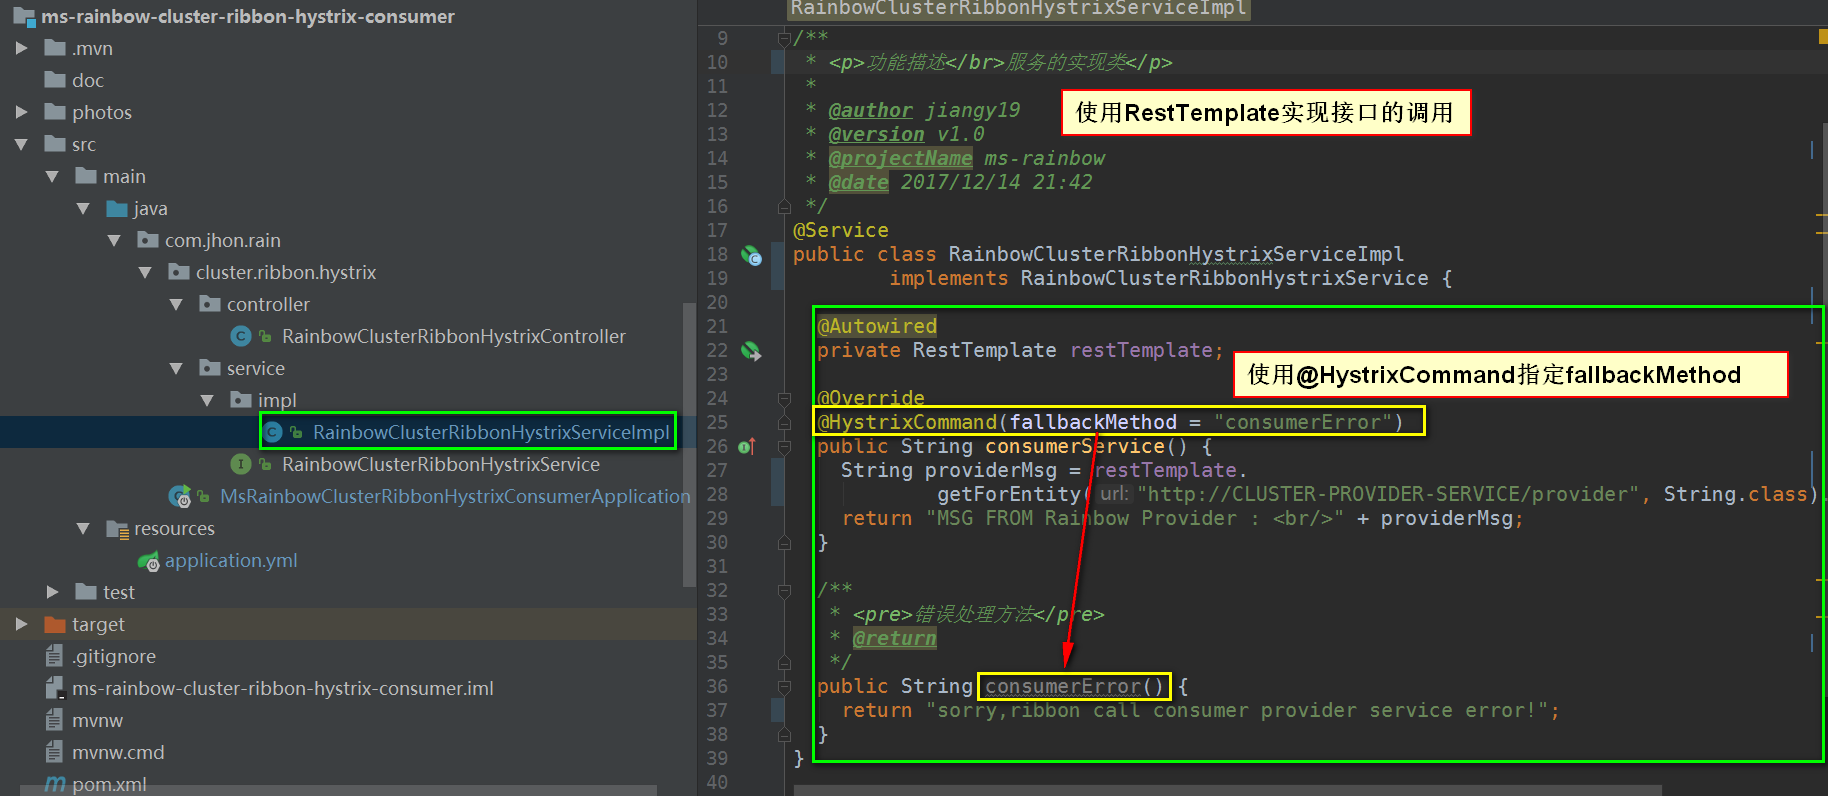 ms-rainbow-cluster-ribbon-hystrix-consumer
.mvn
doc
photos
src
main
java
com.jhon.rain
cluster.ribbon.hystrix
controller
RainbowClusterRibbonHystrixController
service
impl
RainbowClusterRibbonHystrixServiceImpl
RainbowClusterRibbonHystrixService
MsRainbowClusterRibbonHystrixConsumerApplication
resources
application.yml
test
target
.gitignore
ms-rainbow-cluster-ribbon-hystrix-consumer.iml
mvnw
mvnw.cmd
pom.xml
RainbowClusterRibbonHystrixServiceImpl
9 /**
10 * <p>功能描述</br>服务的实现类</p>
11 *
12 * @author jiangy19
使用RestTemplate实现接口的调用
13 * @version v1.0
14 * @projectName ms-rainbow
15 * @date 2017/12/14 21:42
16 */
17 @Service
18 public class RainbowClusterRibbonHystrixServiceImpl
19 implements RainbowClusterRibbonHystrixService {
20
21 @Autowired
22 private RestTemplate restTemplate;
使用@HystrixCommand指定fallbackMethod
23
24 @Override
25 @HystrixCommand(fallbackMethod = "consumerError")
26 public String consumerService() {
27 String providerMsg = restTemplate.
28 getForEntity( url: "http://CLUSTER-PROVIDER-SERVICE/provider", String.class)
29 return "MSG FROM Rainbow Provider : <br/>" + providerMsg;
30 }
31
32 /**
33 * <pre>错误处理方法</pre>
34 * @return
35 */
36 public String consumerError() {
37 return "sorry,ribbon call consumer provider service error!";
38 }
39 }
40